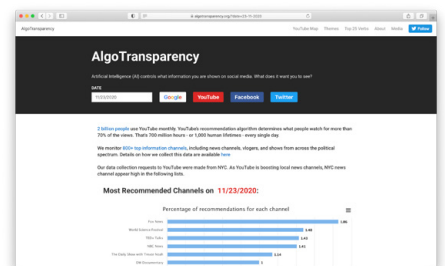 algotransparency.org/?date=23-11-2020
AlgoTransparency
YouTube Map Themes Top 20 Verbs About Media Follow
AlgoTransparency
Artificial Intelligence (AI) controls what information you are shown on social media. What does it want you to see?
DATE
11/23/2020 Google YouTube Facebook Twitter
2 billion people use YouTube monthly. YouTube's recommendation algorithm determines what people watch for more than
70% of the views. That's 700 million hours - or 1,000 human lifetimes - every single day.
We monitor 800+ top information channels, including news channels, vloggers, and shows from across the political
spectrum. Details on how we collect this data are available here
Our data collection requests to YouTube were made from NYC. As YouTube is boosting local news channels, NYC news
channel appear high in the following lists.
Most Recommended Channels on 11/23/2020:
Percentage of recommendations for each channel
Fox News
World Science Festival
TEDx Talks
NBC News
The Daily Show with Trevor Noah
DW Documentary